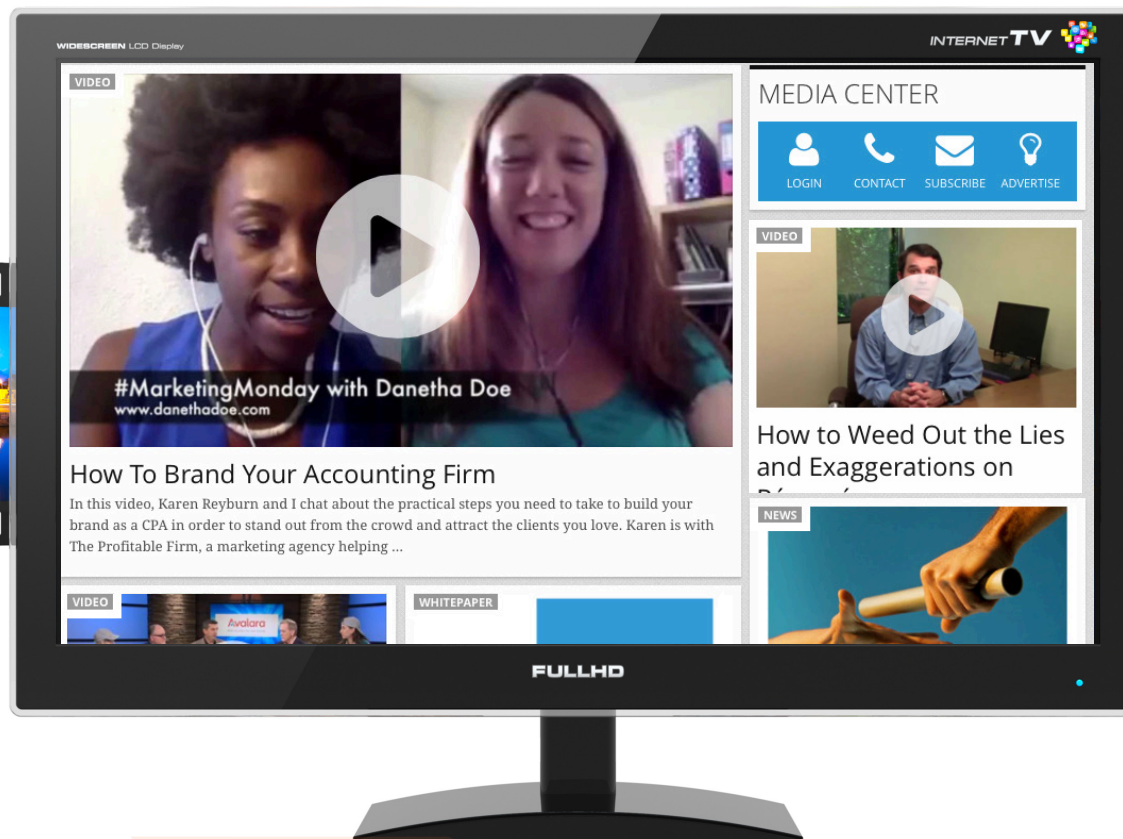 WIDESCREEN LCD Display
INTERNET TV
VIDEO
#MarketingMonday with Danetha Doe
www.danethadoe.com
How To Brand Your Accounting Firm
In this video, Karen Reyburn and I chat about the practical steps you need to take to build your
brand as a CPA in order to stand out from the crowd and attract the clients you love. Karen is with
The Profitable Firm, a marketing agency helping ...
VIDEO
Avalara
WHITEPAPER
MEDIA CENTER
LOGIN CONTACT SUBSCRIBE ADVERTISE
VIDEO
How to Weed Out the Lies
and Exaggerations on
NEWS
FULLHD